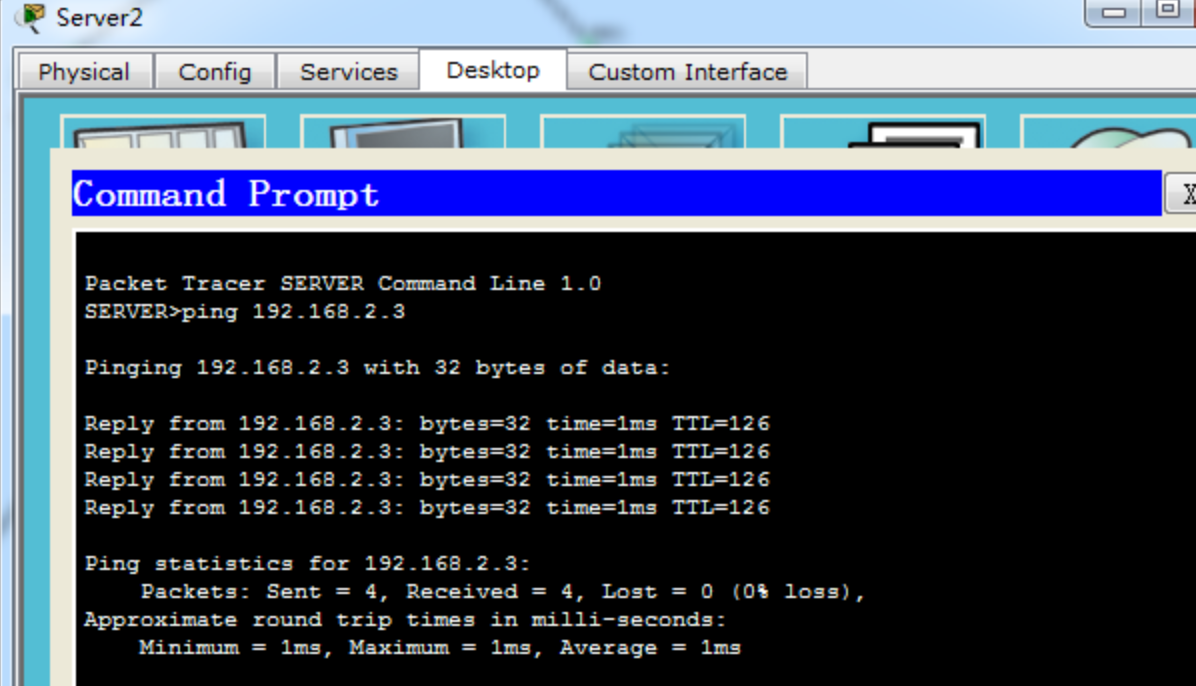 Server2
Physical Config Services Desktop Custom Interface
Command Prompt
X
Packet Tracer SERVER Command Line 1.0
SERVER>ping 192.168.2.3
Pinging 192.168.2.3 with 32 bytes of data:
Reply from 192.168.2.3: bytes=32 time=1ms TTL=126
Reply from 192.168.2.3: bytes=32 time=1ms TTL=126
Reply from 192.168.2.3: bytes=32 time=1ms TTL=126
Reply from 192.168.2.3: bytes=32 time=1ms TTL=126
Ping statistics for 192.168.2.3:
Packets: Sent = 4, Received = 4, Lost = 0 (0% loss),
Approximate round trip times in milli-seconds:
Minimum = 1ms, Maximum = 1ms, Average = 1ms